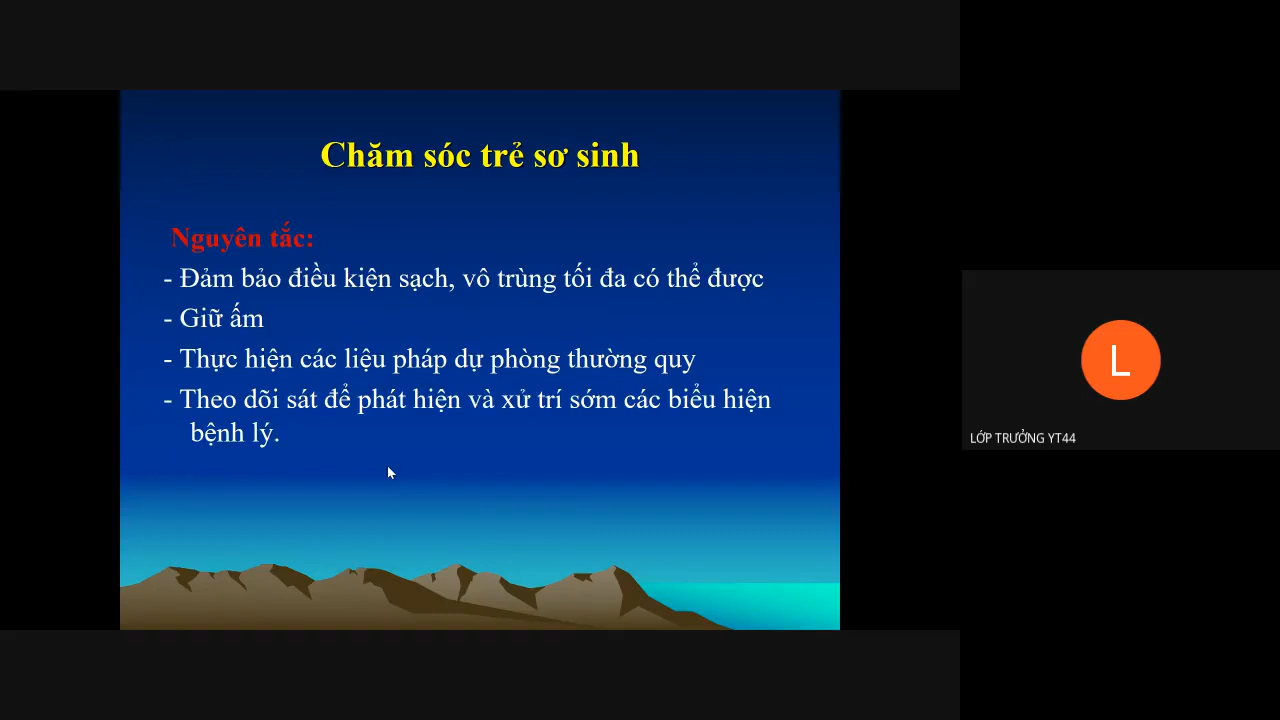 Chăm sóc trẻ sơ sinh
Nguyên tắc:
- Đảm bảo điều kiện sạch, vô trùng tối đa có thể được
- Giữ ấm
- Thực hiện các liệu pháp dự phòng thường quy
- Theo dõi sát để phát hiện và xử trí sớm các biểu hiện
bệnh lý.
L
LỚP TRƯỞNG YT44